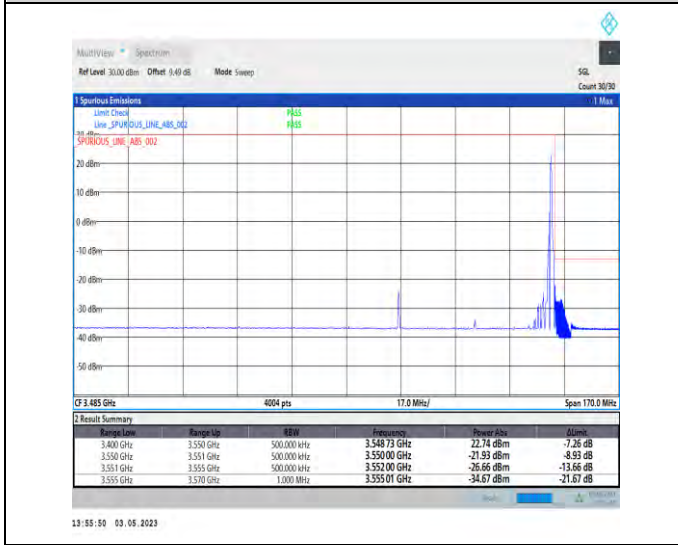 MultiView Spectrum
Ref Level 30.00 dBm Offset 9.49 dB Mode Sweep SGL
Count 30/30
1 Spurious Emissions 1 Max
Limit Check PASS
Line _SPURIOUS_LINE_ABS_002 PASS
_SPURIOUS_LINE_ABS_002
20 dBm
10 dBm
0 dBm
-10 dBm
-20 dBm
-30 dBm
-40 dBm
-50 dBm
CF 3.485 GHz 4004 pts 17.0 MHz/ Span 170.0 MHz
2 Result Summary
Range Low Range Up RBW Frequency Power Abs ΔLimit
3.400 GHz 3.550 GHz 500.000 kHz 3.548 73 GHz 22.74 dBm -7.26 dB
3.550 GHz 3.551 GHz 500.000 kHz 3.550 00 GHz -21.93 dBm -8.93 dB
3.551 GHz 3.555 GHz 500.000 kHz 3.552 00 GHz -26.66 dBm -13.66 dB
3.555 GHz 3.570 GHz 1.000 MHz 3.555 01 GHz -34.67 dBm -21.67 dB
13:55:50 03.05.2023